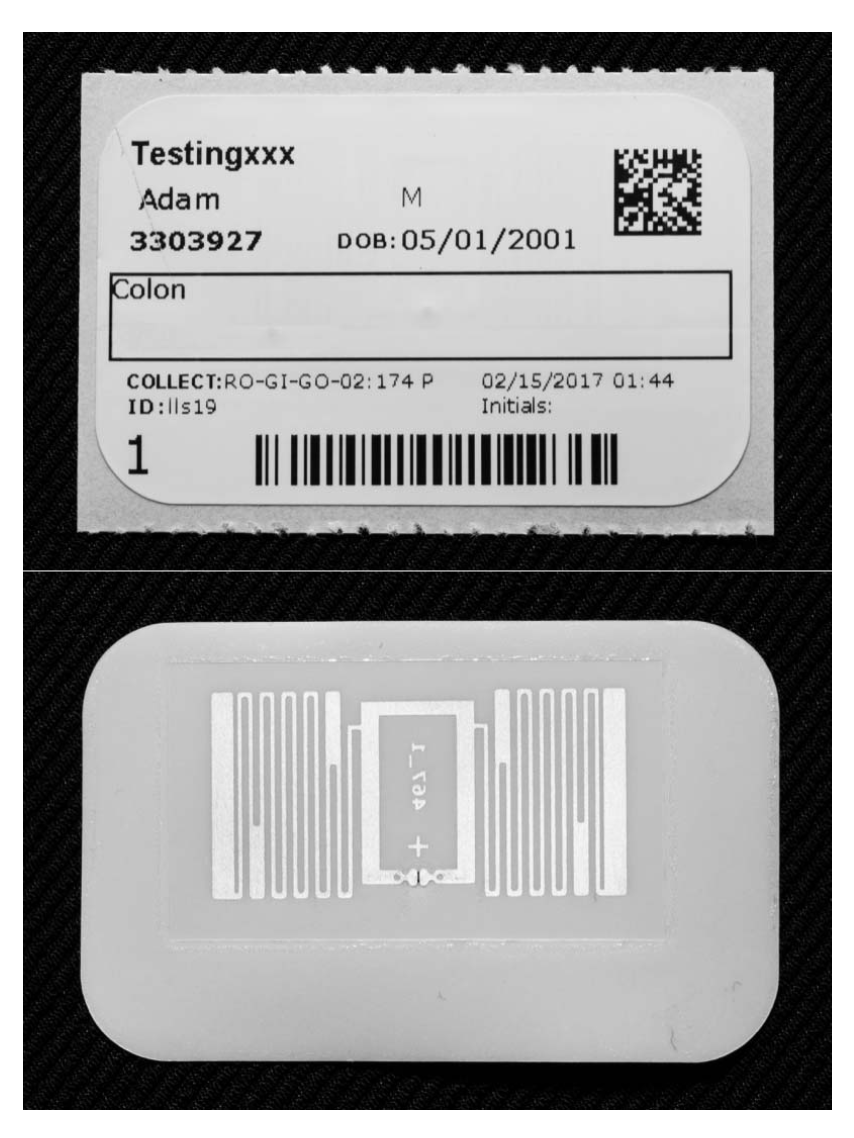 Testingxxx
Adam M
3303927 DOB:05/01/2001
Colon
COLLECT:RO-GI-GO-02:174 P 02/15/2017 01:44
ID:lls19 Initials:
1
467_1